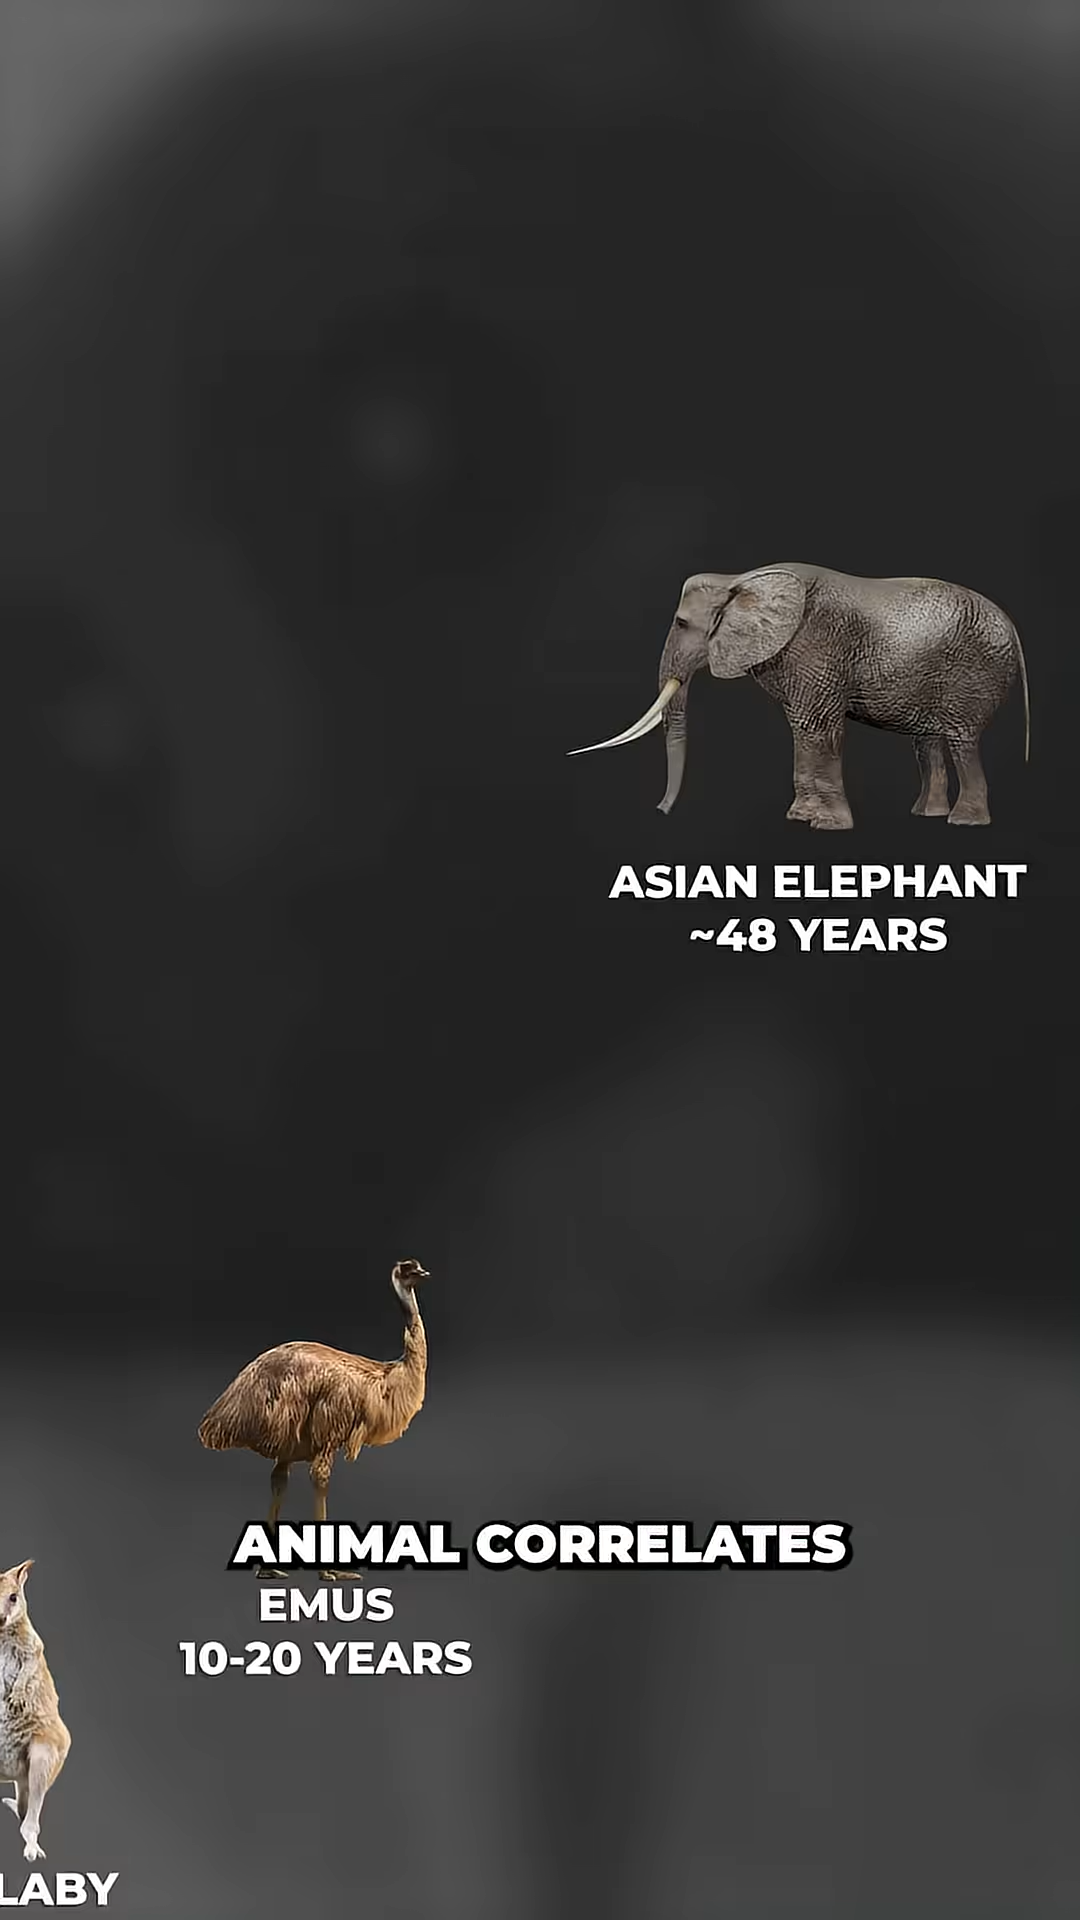 ASIAN ELEPHANT
~48 YEARS
ANIMAL CORRELATES
EMUS
10-20 YEARS
LABY